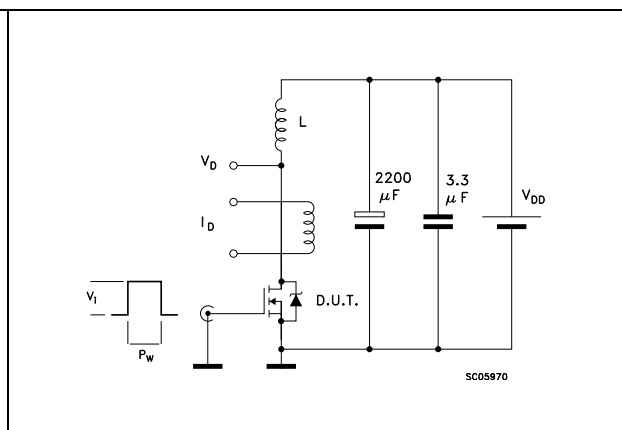 L
VD
2200
μF
3.3
μF
VDD
ID
Vi
D.U.T.
PW
SC05970